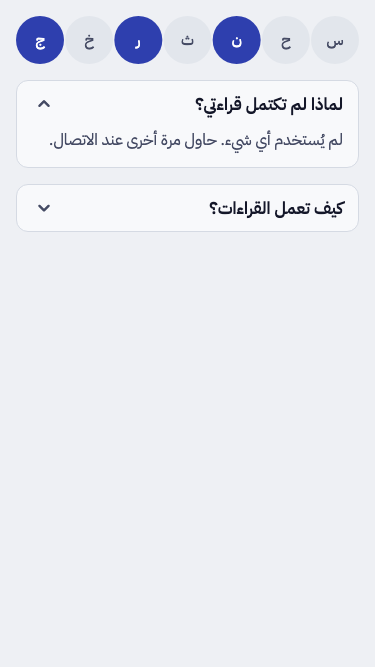 س ح ن ث ر خ ج
لماذا لم تكتمل قراءتي؟
لم يُستخدم أي شيء. حاول مرة أخرى عند الاتصال.
كيف تعمل القراءات؟